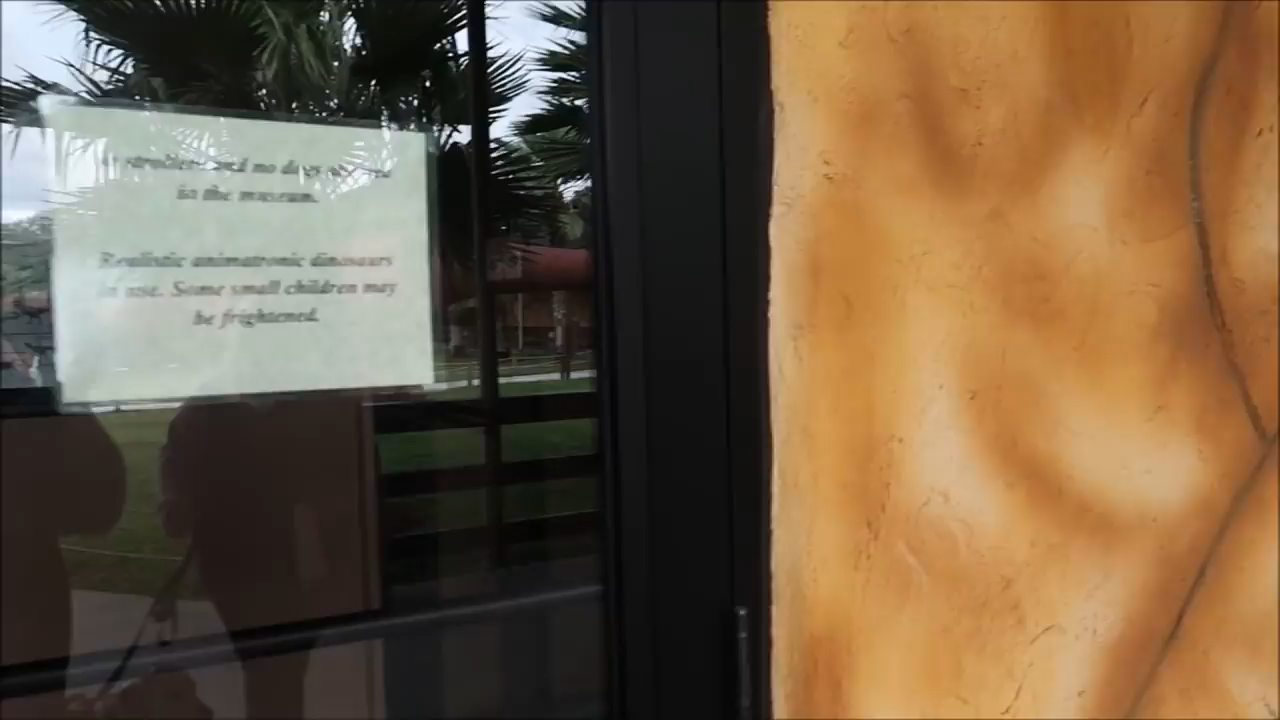 strollers and no dogs
in the museum.
Realistic animatronic dinosaurs
in use. Some small children may
be frightened.